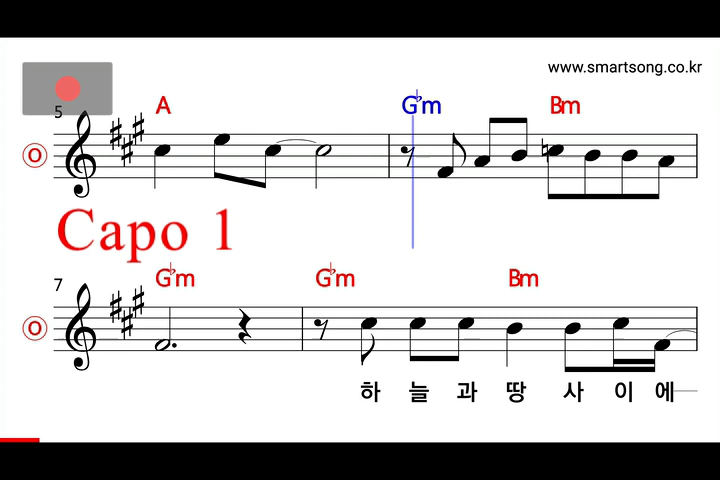 www.smartsong.co.kr
5 A G♭m Bm
O
Capo 1
7 G♭m G♭m Bm
O
하 늘 과 땅 사 이 에